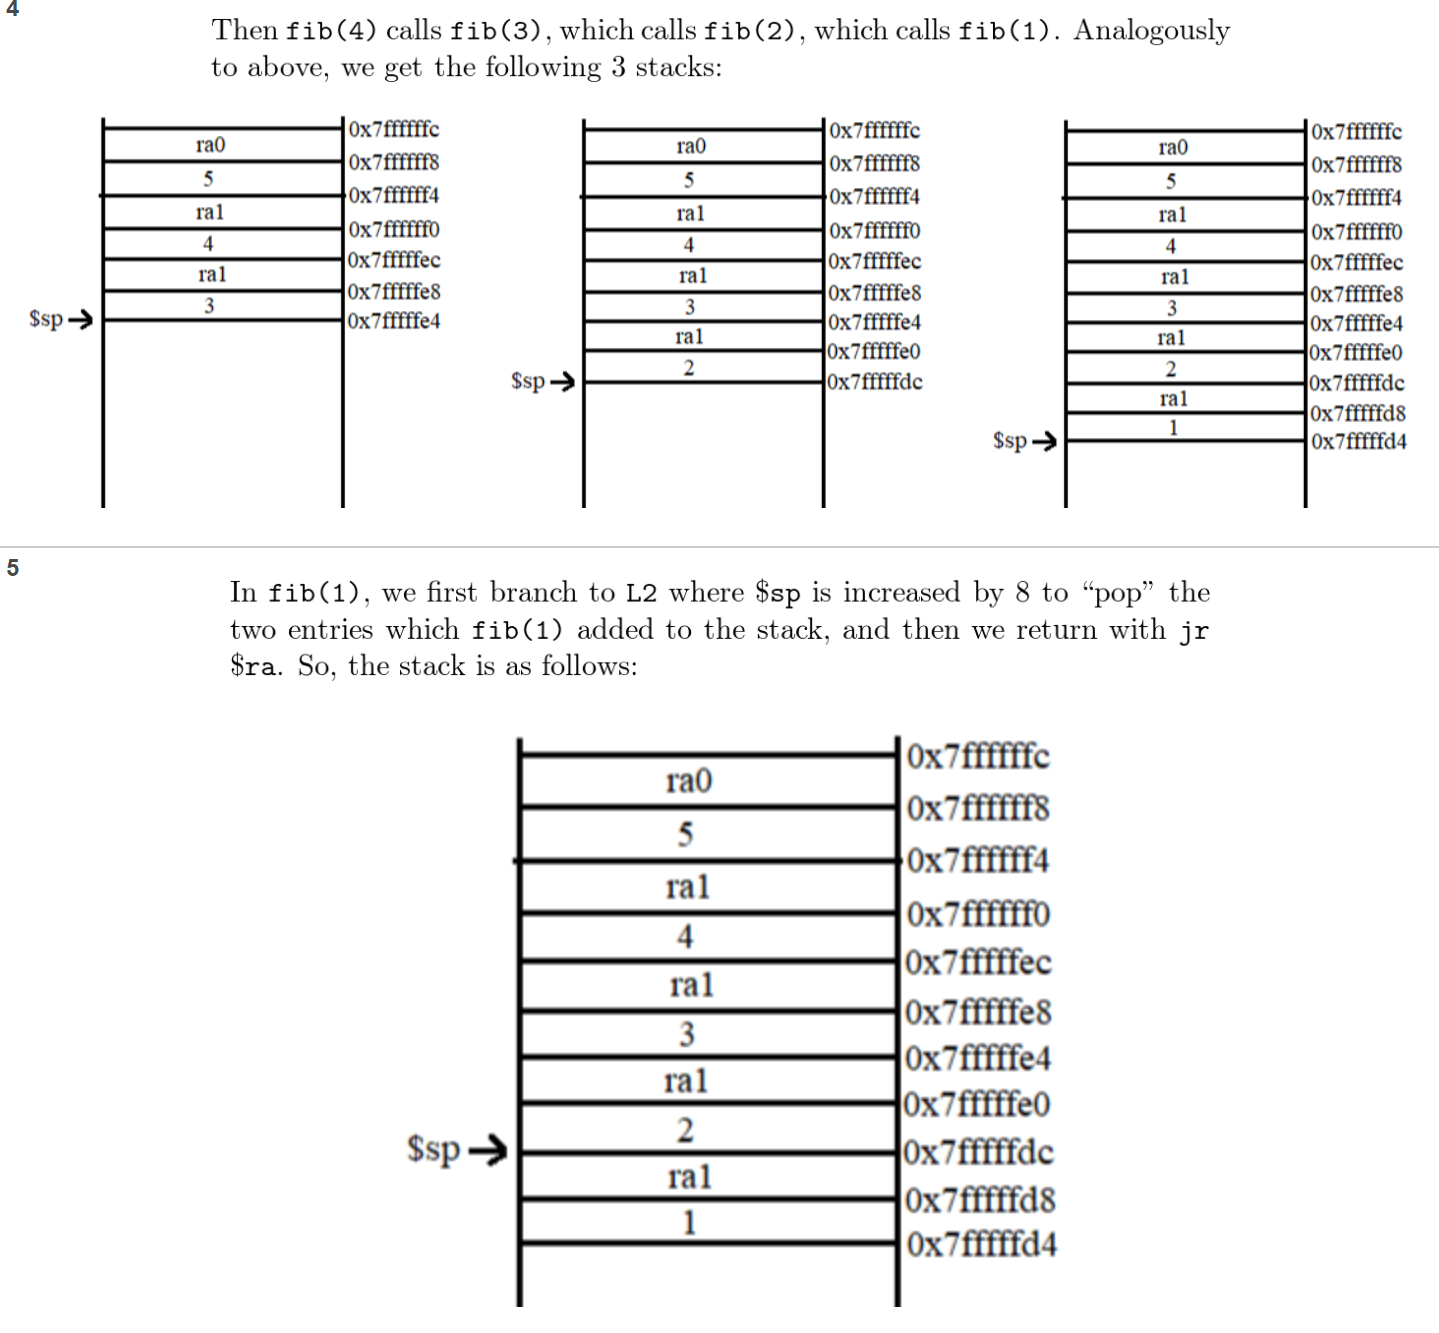 4
Then fib(4) calls fib(3), which calls fib(2), which calls fib(1). Analogously
to above, we get the following 3 stacks:
0x7ffffffc
ra0
0x7ffffff8
5
0x7ffffff4
ra1
0x7ffffff0
4
0x7fffffec
ra1
0x7fffffe8
3
$sp
0x7fffffe4
0x7ffffffc
ra0
0x7ffffff8
5
0x7ffffff4
ra1
0x7ffffff0
4
0x7fffffec
ra1
0x7fffffe8
3
0x7fffffe4
ra1
0x7fffffe0
2
$sp
0x7fffffdc
0x7ffffffc
ra0
0x7ffffff8
5
0x7ffffff4
ra1
0x7ffffff0
4
0x7fffffec
ra1
0x7fffffe8
3
0x7fffffe4
ra1
0x7fffffe0
2
0x7fffffdc
ra1
0x7fffffd8
1
$sp
0x7fffffd4
5
In fib(1), we first branch to L2 where $sp is increased by 8 to “pop” the
two entries which fib(1) added to the stack, and then we return with jr
$ra. So, the stack is as follows:
0x7ffffffc
ra0
0x7ffffff8
5
0x7ffffff4
ra1
0x7ffffff0
4
0x7fffffec
ra1
0x7fffffe8
3
0x7fffffe4
ra1
0x7fffffe0
2
$sp
0x7fffffdc
ra1
0x7fffffd8
1
0x7fffffd4